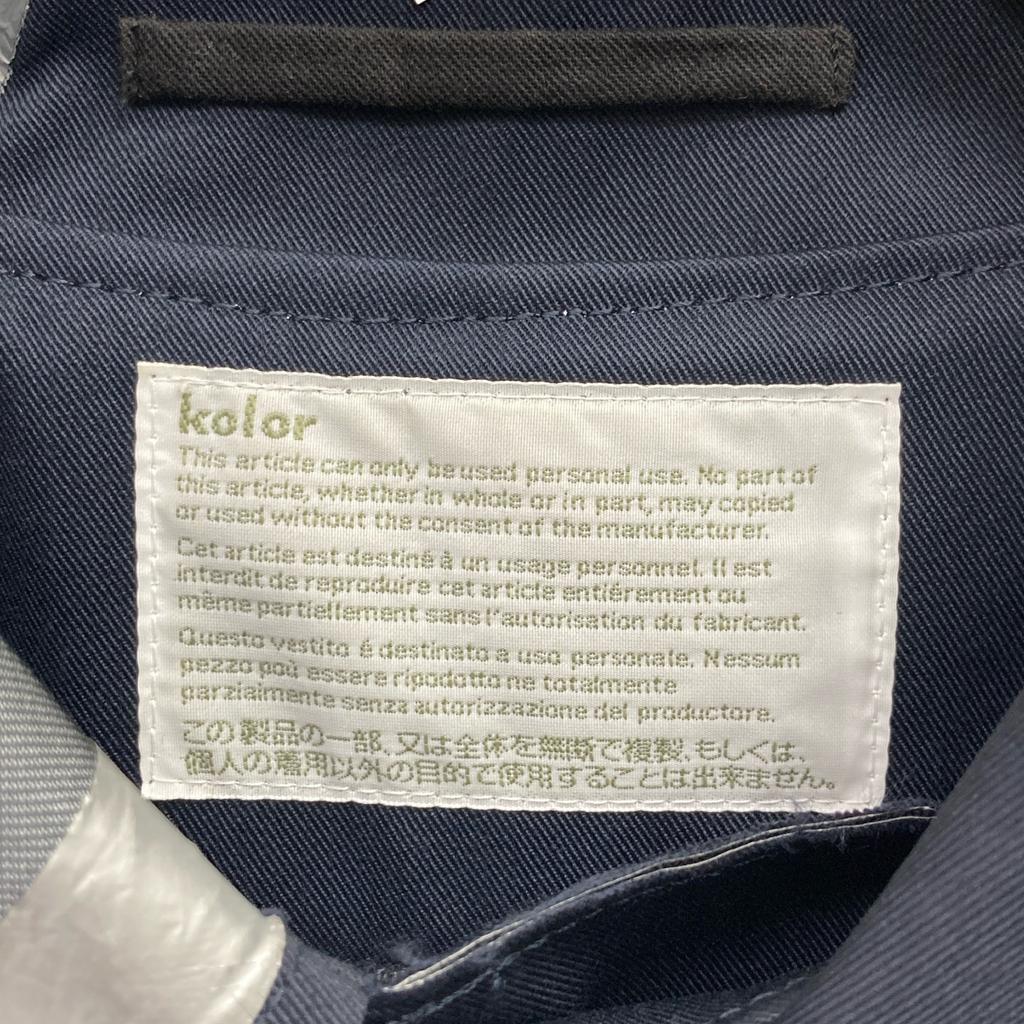 kolor
This article can only be used personal use. No part of
this article, whether in whole or in part, may copied
or used without the consent of the manufacturer.
Cet article est destiné à un usage personnel. Il est
interdit de reproduire cet article entiérement ou
même partiellement sans l'autorisation du fabricant.
Questo vestito é destinato a uso personale. Nessum
pezzo poù essere ripodotto ne totalmente
parzialmente senza autorizzazione del productore.
この製品の一部、又は全体を無断で複製、もしくは、
個人の着用以外の目的で使用することは出来ません。